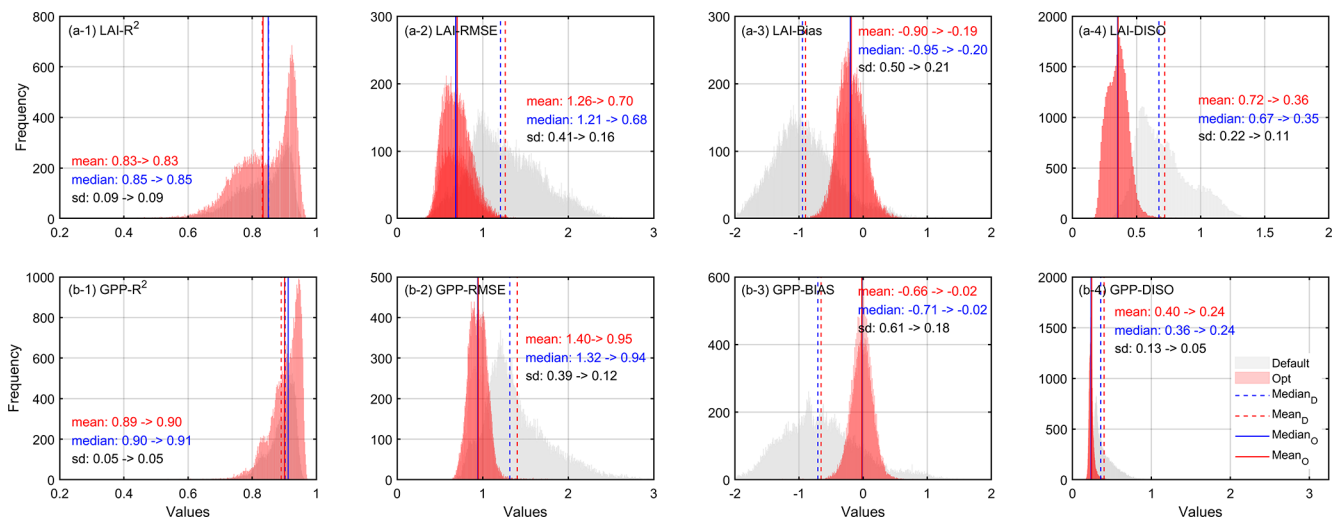 (a-1) LAI-R²
mean: 0.83-> 0.83
median: 0.85 -> 0.85
sd: 0.09 -> 0.09
Frequency
0
200
400
600
800
0.2
0.4
0.6
0.8
1
(a-2) LAI-RMSE
mean: 1.26-> 0.70
median: 1.21 -> 0.68
sd: 0.41-> 0.16
0
100
200
300
0
1
2
3
(a-3) LAI-Bias
mean: -0.90 -> -0.19
median: -0.95 -> -0.20
sd: 0.50 -> 0.21
0
100
200
300
-2
-1
0
1
2
(a-4) LAI-DISO
mean: 0.72 -> 0.36
median: 0.67 -> 0.35
sd: 0.22 -> 0.11
0
500
1000
1500
2000
0
0.5
1
1.5
2
(b-1) GPP-R²
mean: 0.89 -> 0.90
median: 0.90 -> 0.91
sd: 0.05 -> 0.05
Frequency
0
200
400
600
800
1000
0.2
0.4
0.6
0.8
1
Values
(b-2) GPP-RMSE
mean: 1.40-> 0.95
median: 1.32 -> 0.94
sd: 0.39 -> 0.12
0
100
200
300
400
500
0
1
2
3
Values
(b-3) GPP-BIAS
mean: -0.66 -> -0.02
median: -0.71 -> -0.02
sd: 0.61 -> 0.18
0
200
400
600
-2
-1
0
1
2
Values
(b-4) GPP-DISO
mean: 0.40 -> 0.24
median: 0.36 -> 0.24
sd: 0.13 -> 0.05
Default
Opt
Median_D
Mean_D
Median_O
Mean_O
0
500
1000
1500
2000
0
1
2
3
Values